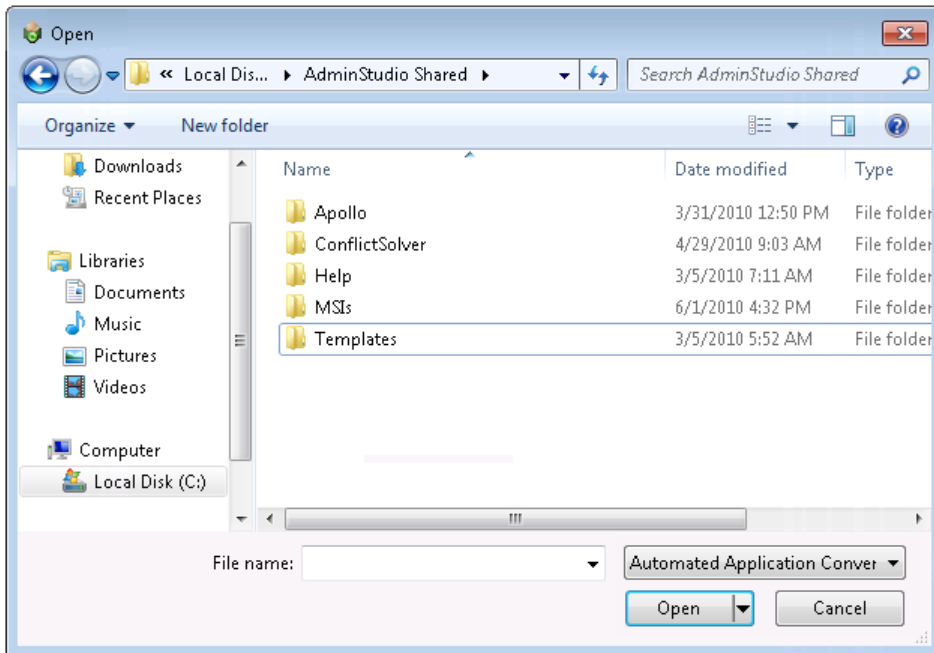 Open
« Local Dis... ▸ AdminStudio Shared ▸
Search AdminStudio Shared
Organize New folder
Downloads
Recent Places
Libraries
Documents
Music
Pictures
Videos
Computer
Local Disk (C:)
Name Date modified Type
Apollo 3/31/2010 12:50 PM File folder
ConflictSolver 4/29/2010 9:03 AM File folder
Help 3/5/2010 7:11 AM File folder
MSIs 6/1/2010 4:32 PM File folder
Templates 3/5/2010 5:52 AM File folder
File name:
Automated Application Conver
Open Cancel